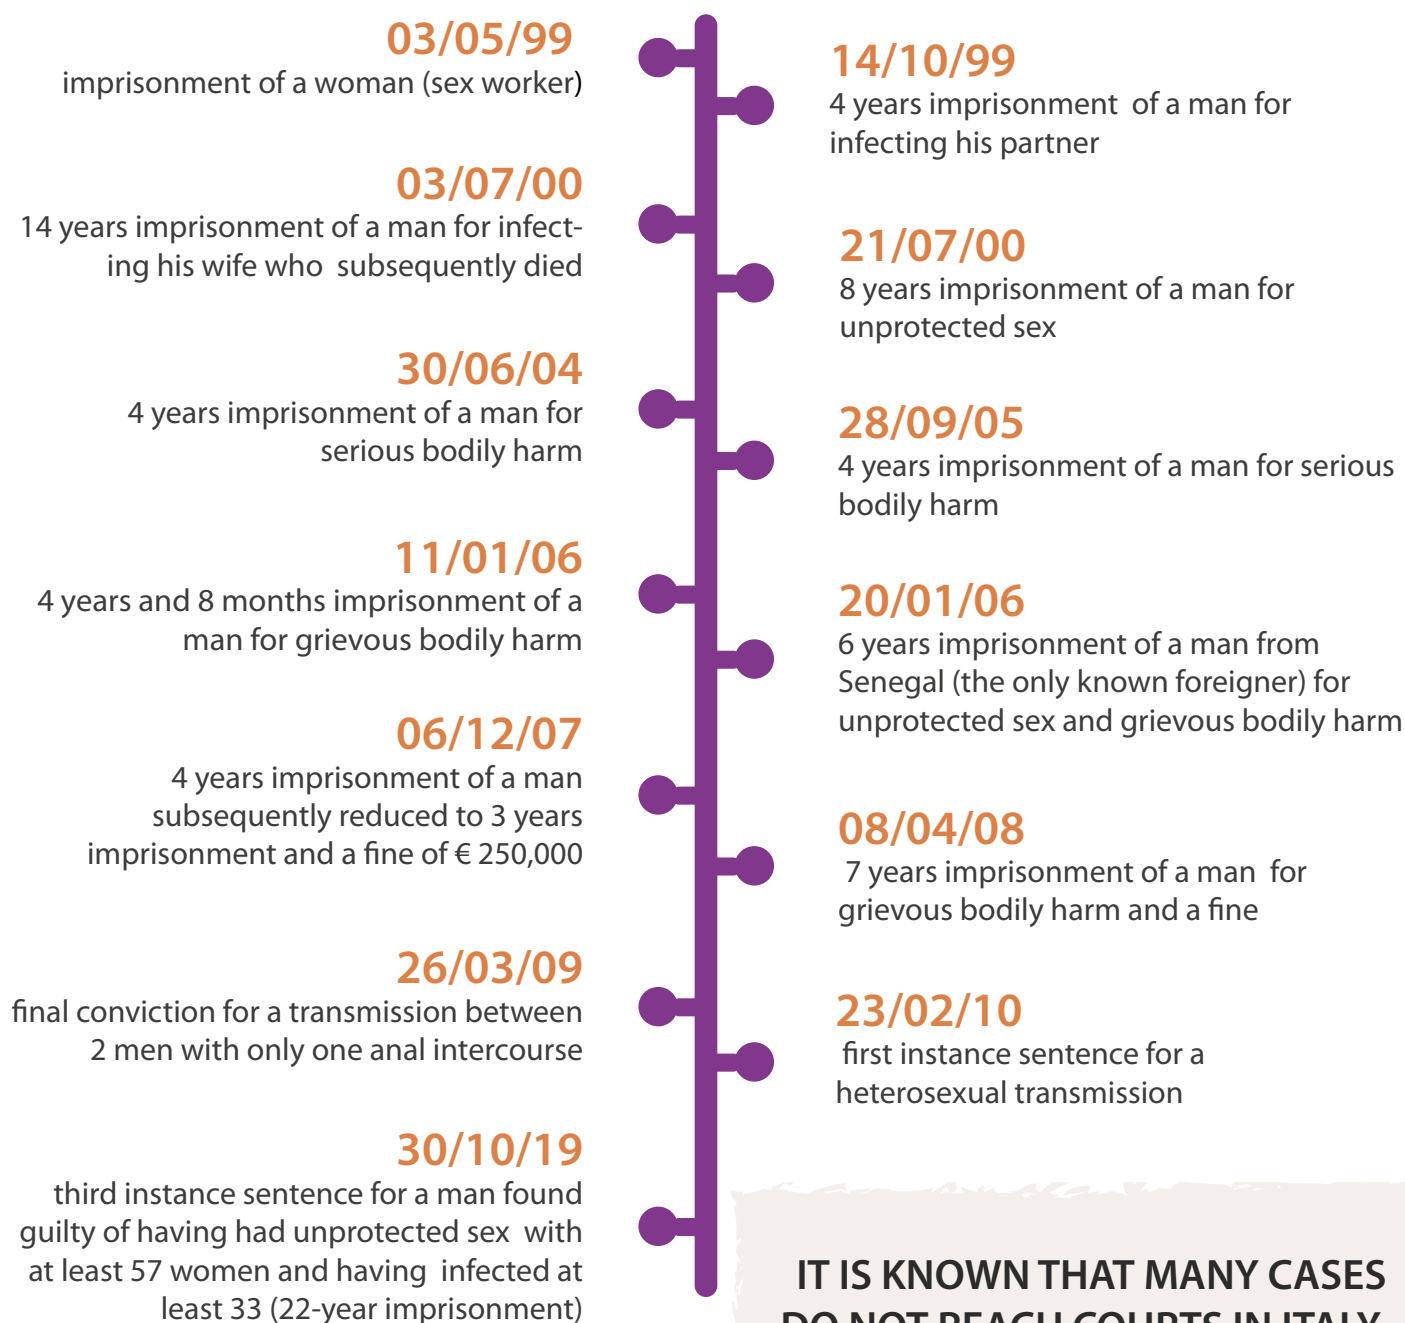 03/05/99
imprisonment of a woman (sex worker)
14/10/99
4 years imprisonment of a man for
infecting his partner
03/07/00
14 years imprisonment of a man for infect-
ing his wife who subsequently died
21/07/00
8 years imprisonment of a man for
unprotected sex
30/06/04
4 years imprisonment of a man for
serious bodily harm
28/09/05
4 years imprisonment of a man for serious
bodily harm
11/01/06
4 years and 8 months imprisonment of a
man for grievous bodily harm
20/01/06
6 years imprisonment of a man from
Senegal (the only known foreigner) for
unprotected sex and grievous bodily harm
06/12/07
4 years imprisonment of a man
subsequently reduced to 3 years
imprisonment and a fine of € 250,000
08/04/08
7 years imprisonment of a man for
grievous bodily harm and a fine
26/03/09
final conviction for a transmission between
2 men with only one anal intercourse
23/02/10
first instance sentence for a
heterosexual transmission
30/10/19
third instance sentence for a man found
guilty of having had unprotected sex with
at least 57 women and having infected at
least 33 (22-year imprisonment)
IT IS KNOWN THAT MANY CASES
DO NOT REACH COURTS IN ITALY